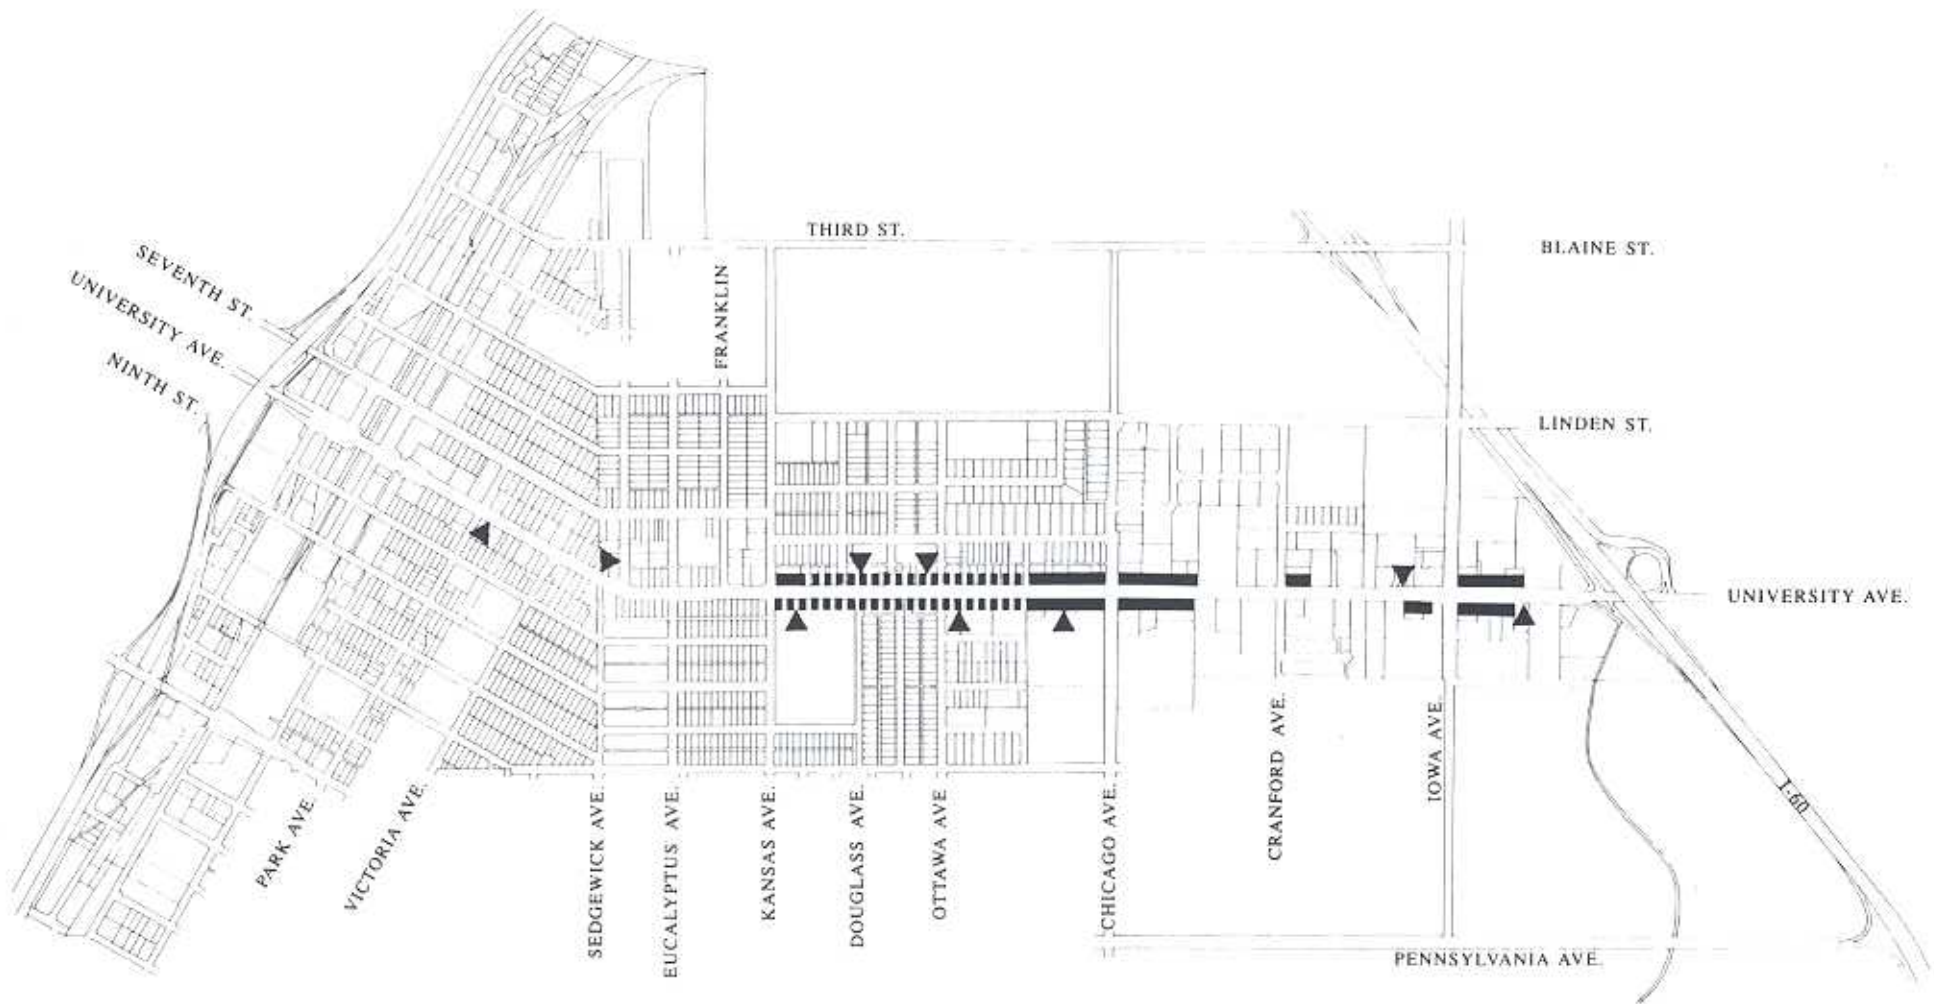 THIRD ST.
BLAINE ST.
SEVENTH ST.
UNIVERSITY AVE.
NINTH ST.
FRANKLIN
LINDEN ST.
UNIVERSITY AVE.
PARK AVE.
VICTORIA AVE.
SEDGEWICK AVE.
EUCALYPTUS AVE.
KANSAS AVE.
DOUGLASS AVE.
OTTAWA AVE
CHICAGO AVE.
CRANFORD AVE.
IOWA AVE.
I-60
PENNSYLVANIA AVE.